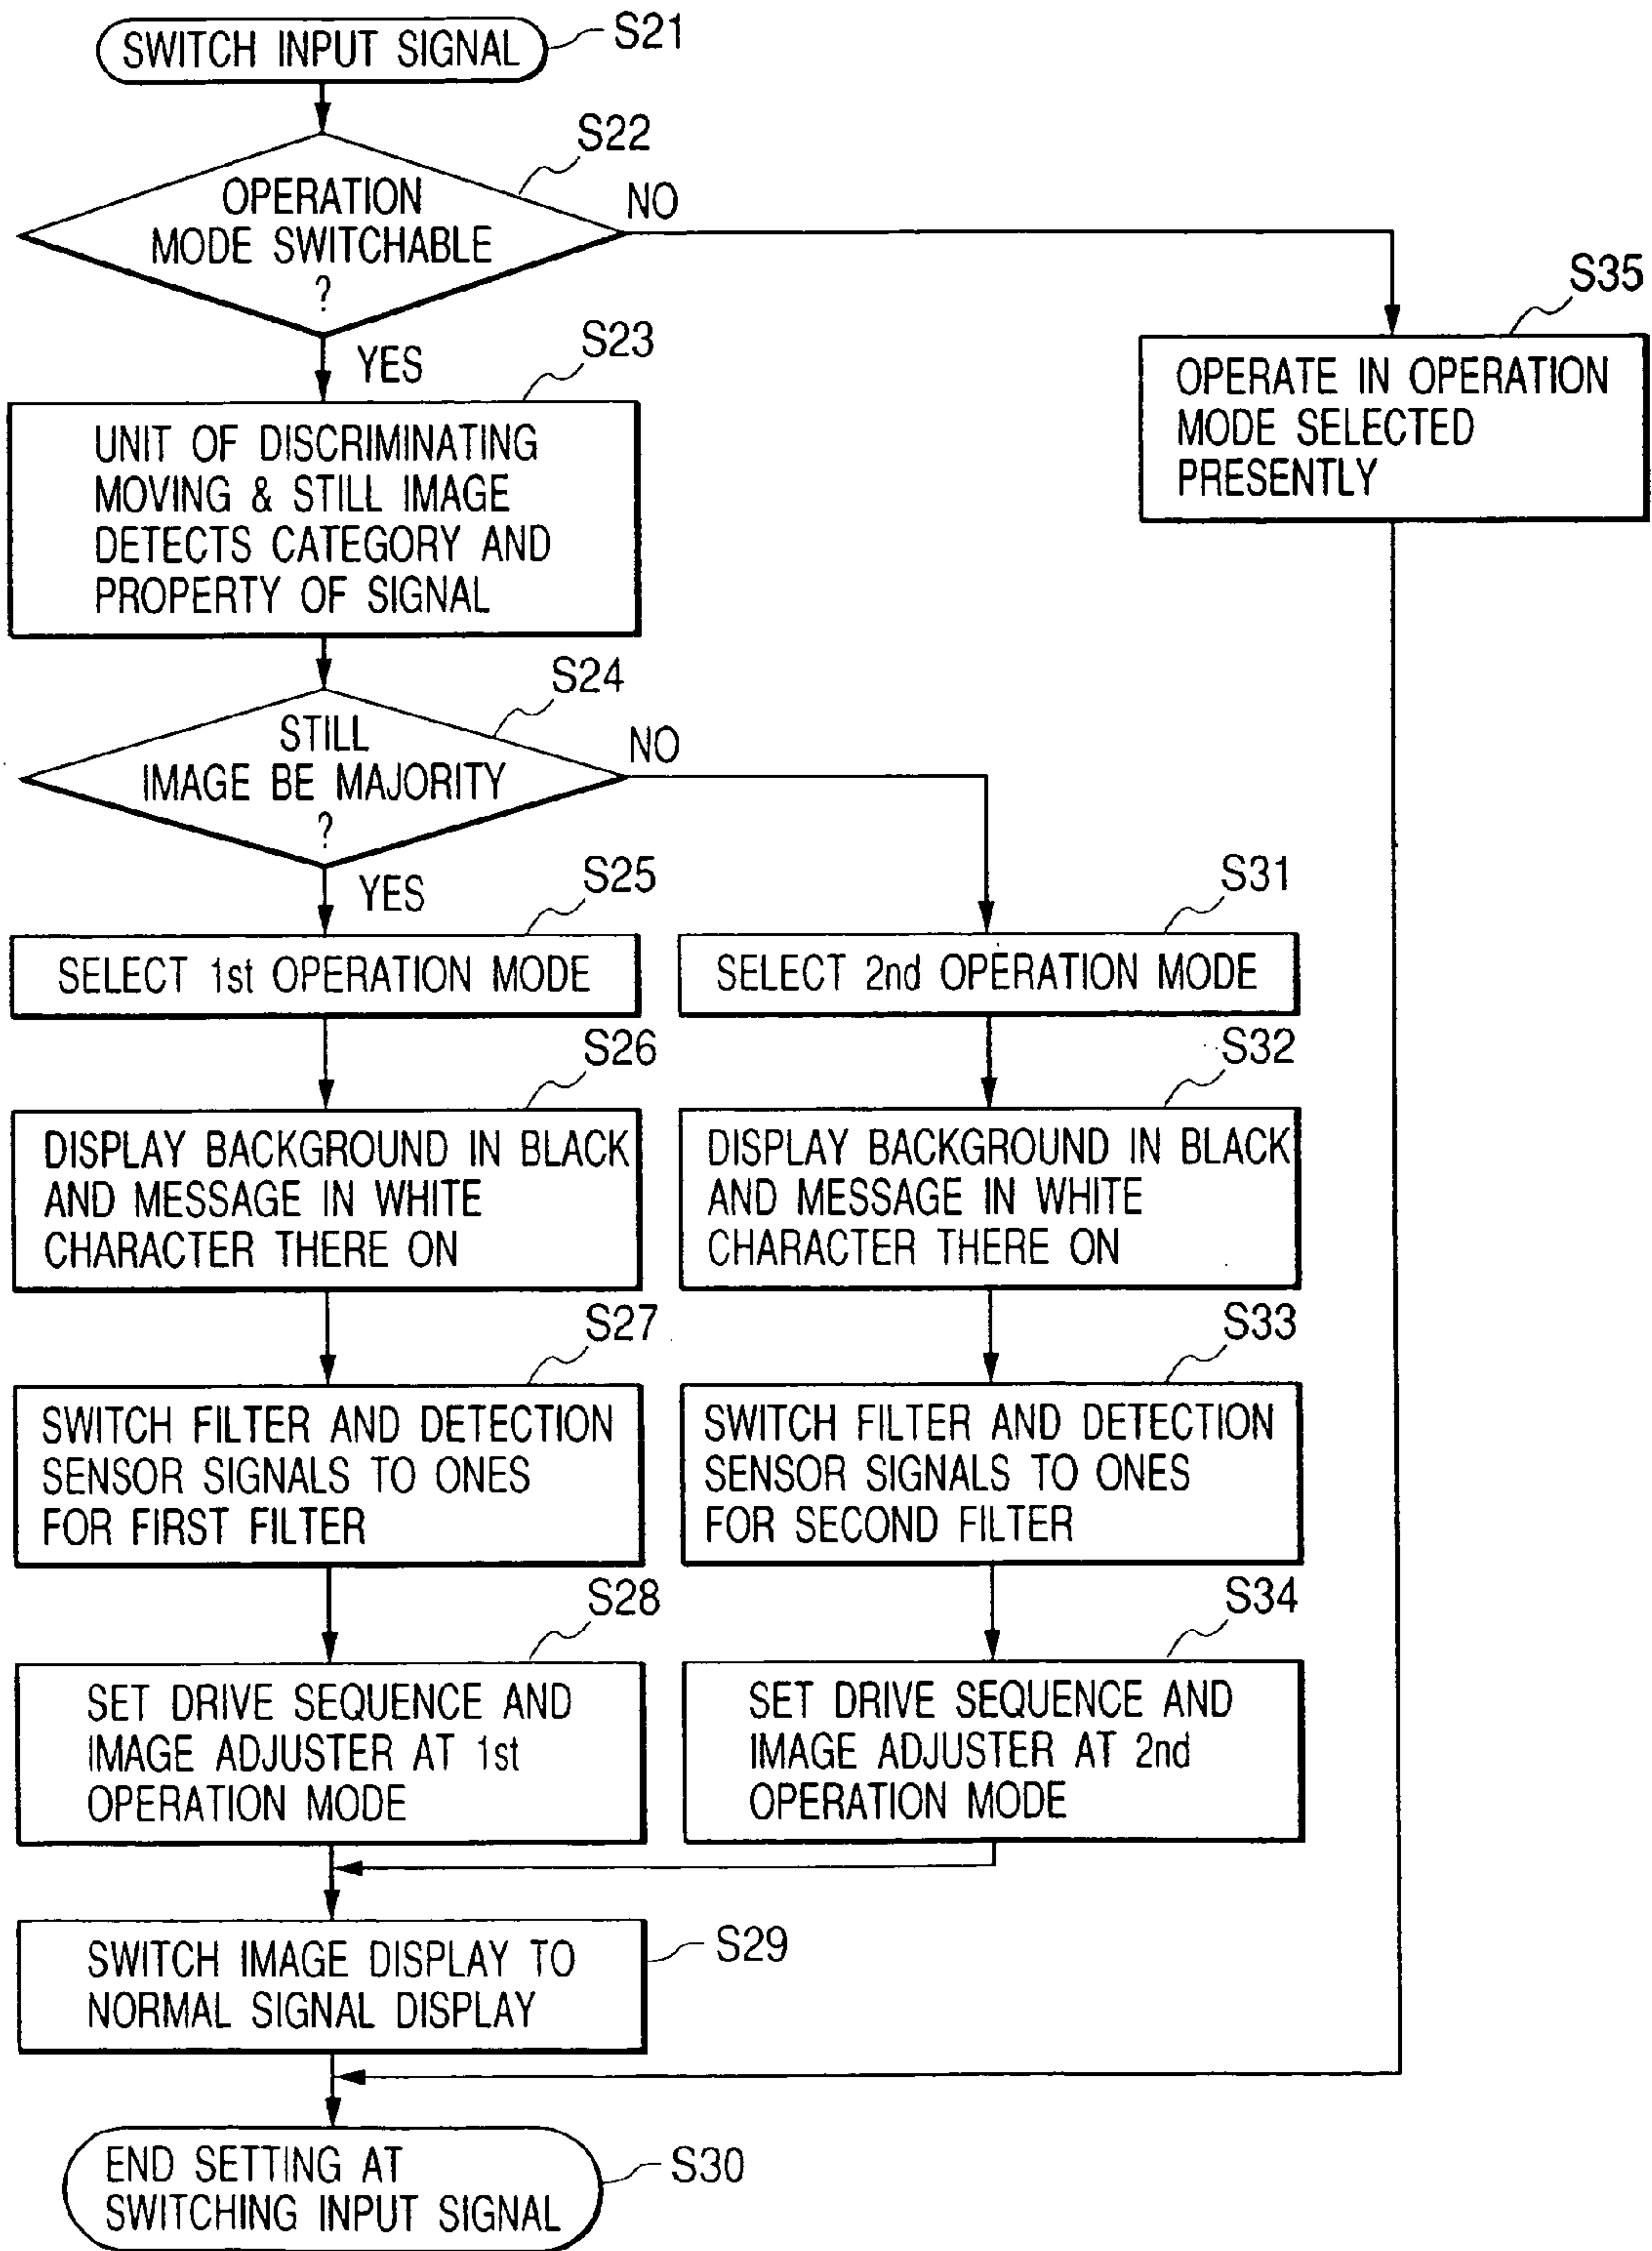 SWITCH INPUT SIGNAL
S21
S22
OPERATION
MODE SWITCHABLE
?
NO
YES
S35
OPERATE IN OPERATION
MODE SELECTED
PRESENTLY
S23
UNIT OF DISCRIMINATING
MOVING & STILL IMAGE
DETECTS CATEGORY AND
PROPERTY OF SIGNAL
S24
STILL
IMAGE BE MAJORITY
?
NO
YES
S25
SELECT 1st OPERATION MODE
S31
SELECT 2nd OPERATION MODE
S26
DISPLAY BACKGROUND IN BLACK
AND MESSAGE IN WHITE
CHARACTER THERE ON
S32
DISPLAY BACKGROUND IN BLACK
AND MESSAGE IN WHITE
CHARACTER THERE ON
S27
SWITCH FILTER AND DETECTION
SENSOR SIGNALS TO ONES
FOR FIRST FILTER
S33
SWITCH FILTER AND DETECTION
SENSOR SIGNALS TO ONES
FOR SECOND FILTER
S28
SET DRIVE SEQUENCE AND
IMAGE ADJUSTER AT 1st
OPERATION MODE
S34
SET DRIVE SEQUENCE AND
IMAGE ADJUSTER AT 2nd
OPERATION MODE
S29
SWITCH IMAGE DISPLAY TO
NORMAL SIGNAL DISPLAY
S30
END SETTING AT
SWITCHING INPUT SIGNAL